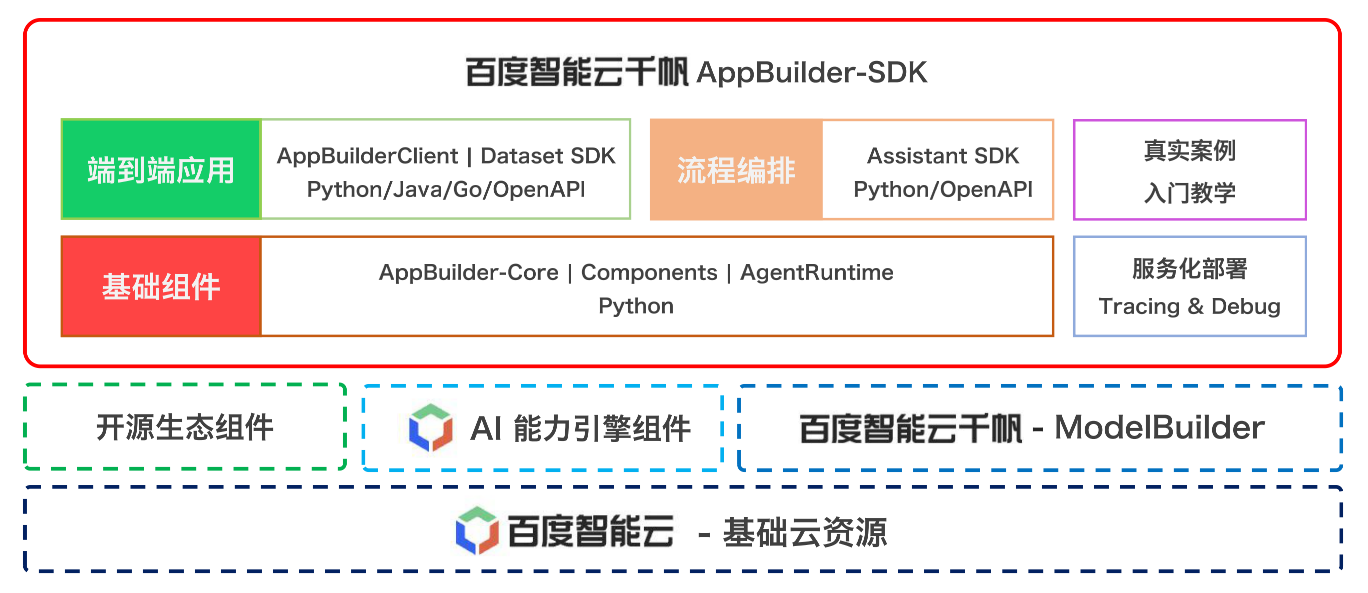 百度智能云千帆 AppBuilder-SDK
端到端应用
AppBuilderClient | Dataset SDK
Python/Java/Go/OpenAPI
流程编排
Assistant SDK
Python/OpenAPI
真实案例
入门教学
基础组件
AppBuilder-Core | Components | AgentRuntime
Python
服务化部署
Tracing & Debug
开源生态组件
AI 能力引擎组件
百度智能云千帆 - ModelBuilder
百度智能云 - 基础云资源